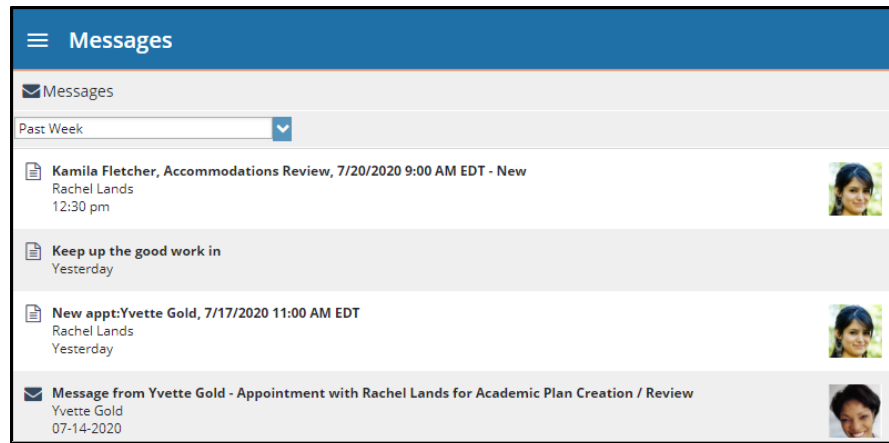 Messages
Messages
Past Week
Kamila Fletcher, Accommodations Review, 7/20/2020 9:00 AM EDT - New
Rachel Lands
12:30 pm
Keep up the good work in
Yesterday
New appt:Yvette Gold, 7/17/2020 11:00 AM EDT
Rachel Lands
Yesterday
Message from Yvette Gold - Appointment with Rachel Lands for Academic Plan Creation / Review
Yvette Gold
07-14-2020